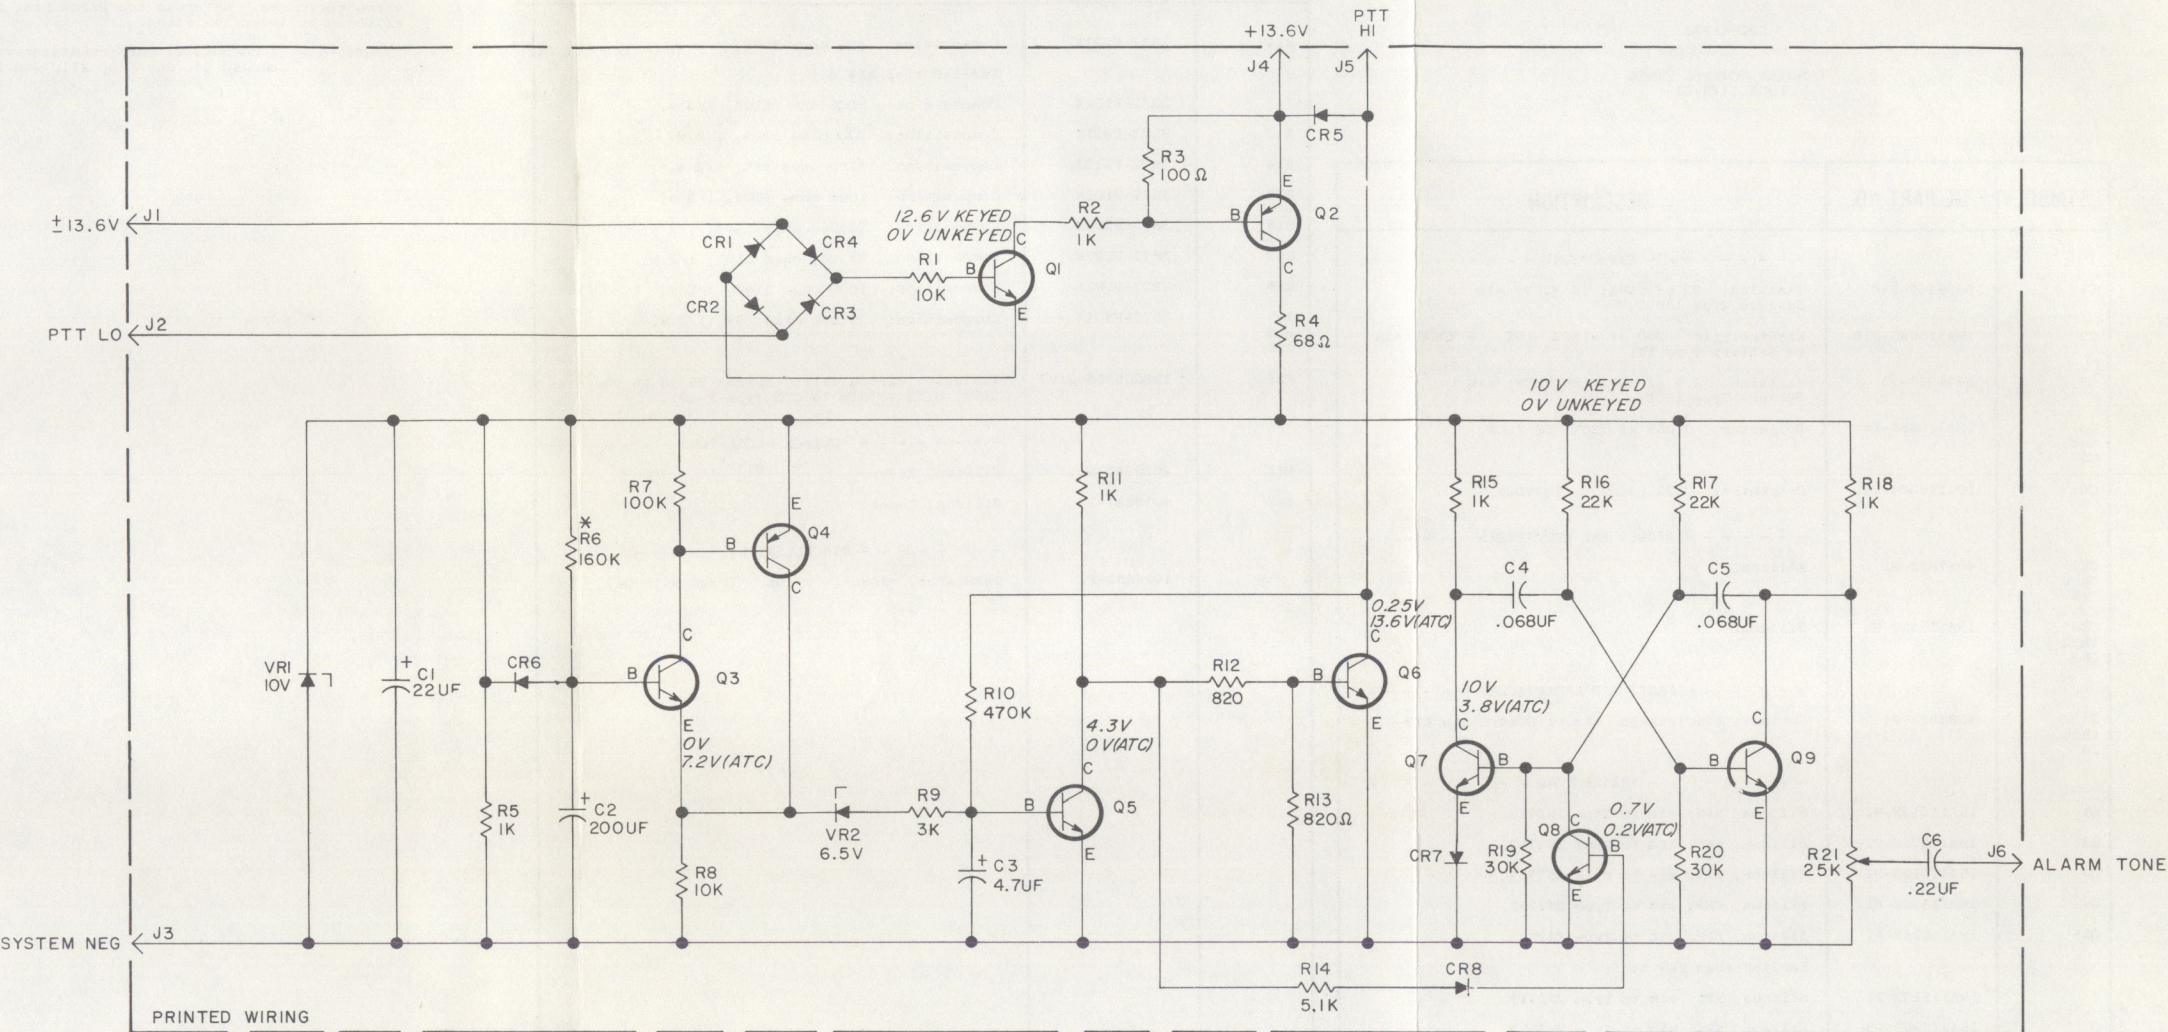 PTT
+13.6V HI
J4 J5
CR5
R3
100Ω
E
± 13.6V J1
12.6 V KEYED
0V UNKEYED
R2
1K
B Q2
C
CR1 CR4
R1
10K
B C Q1
E
CR2 CR3
C
R4
68Ω
PTT LO J2
10V KEYED
0V UNKEYED
R7
100K
R11
1K
R15
1K
R16
22K
R17
22K
R18
1K
*
R6
160K
E
B Q4
C
C4
.068UF
C5
.068UF
0.25V
13.6V(ATC)
C
C
VR1
10V
C1
+
22UF
CR6
B Q3
E
0V
7.2V(ATC)
R10
470K
R12
820
B Q6
E
10V
3.8V(ATC)
C
C
4.3V
0V(ATC)
C
Q7 B
E
B Q9
E
R5
1K
+
C2
200UF
VR2
6.5V
R9
3K
B Q5
E
R13
820Ω
0.7V
0.2V(ATC)
C
Q8
B
E
CR7
R19
30K
R20
30K
R21
25K
C6
.22UF
J6 ALARM TONE
R8
10K
+
C3
4.7UF
SYSTEM NEG J3
R14
5.1K
CR8
PRINTED WIRING